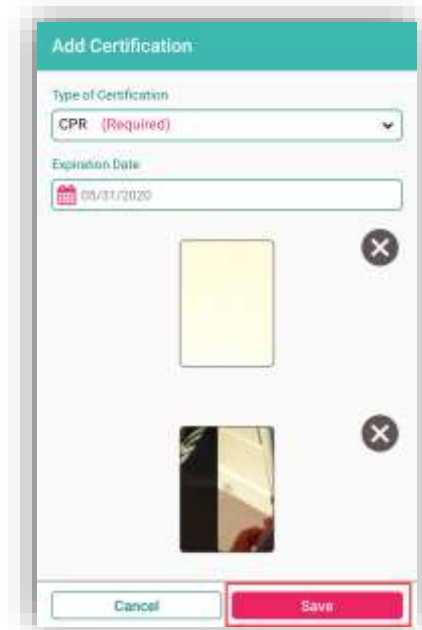 Add Certification
Type of Certification
CPR (Required)
Expiration Date
05/31/2020
Cancel
Save